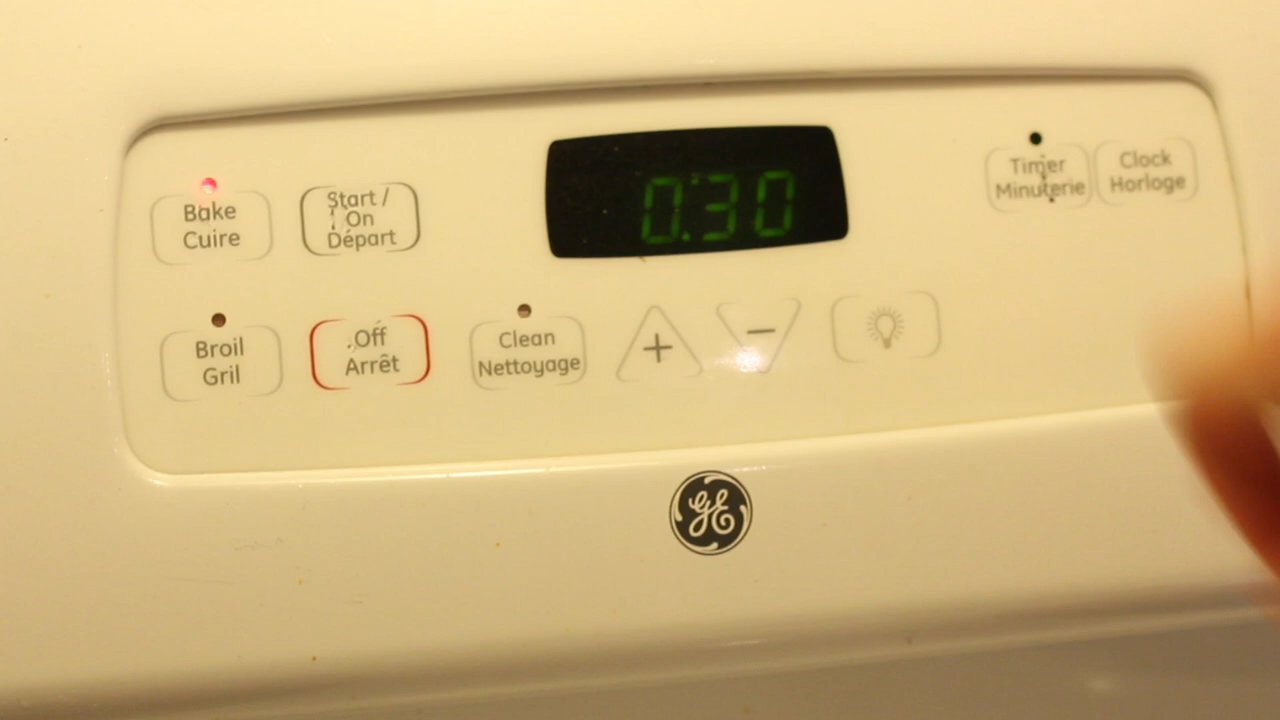 Bake
Cuire
Start /
On
Départ
0:30
Timer
Minuterie
Clock
Horloge
Broil
Gril
Off
Arrêt
Clean
Nettoyage
+
−
GE